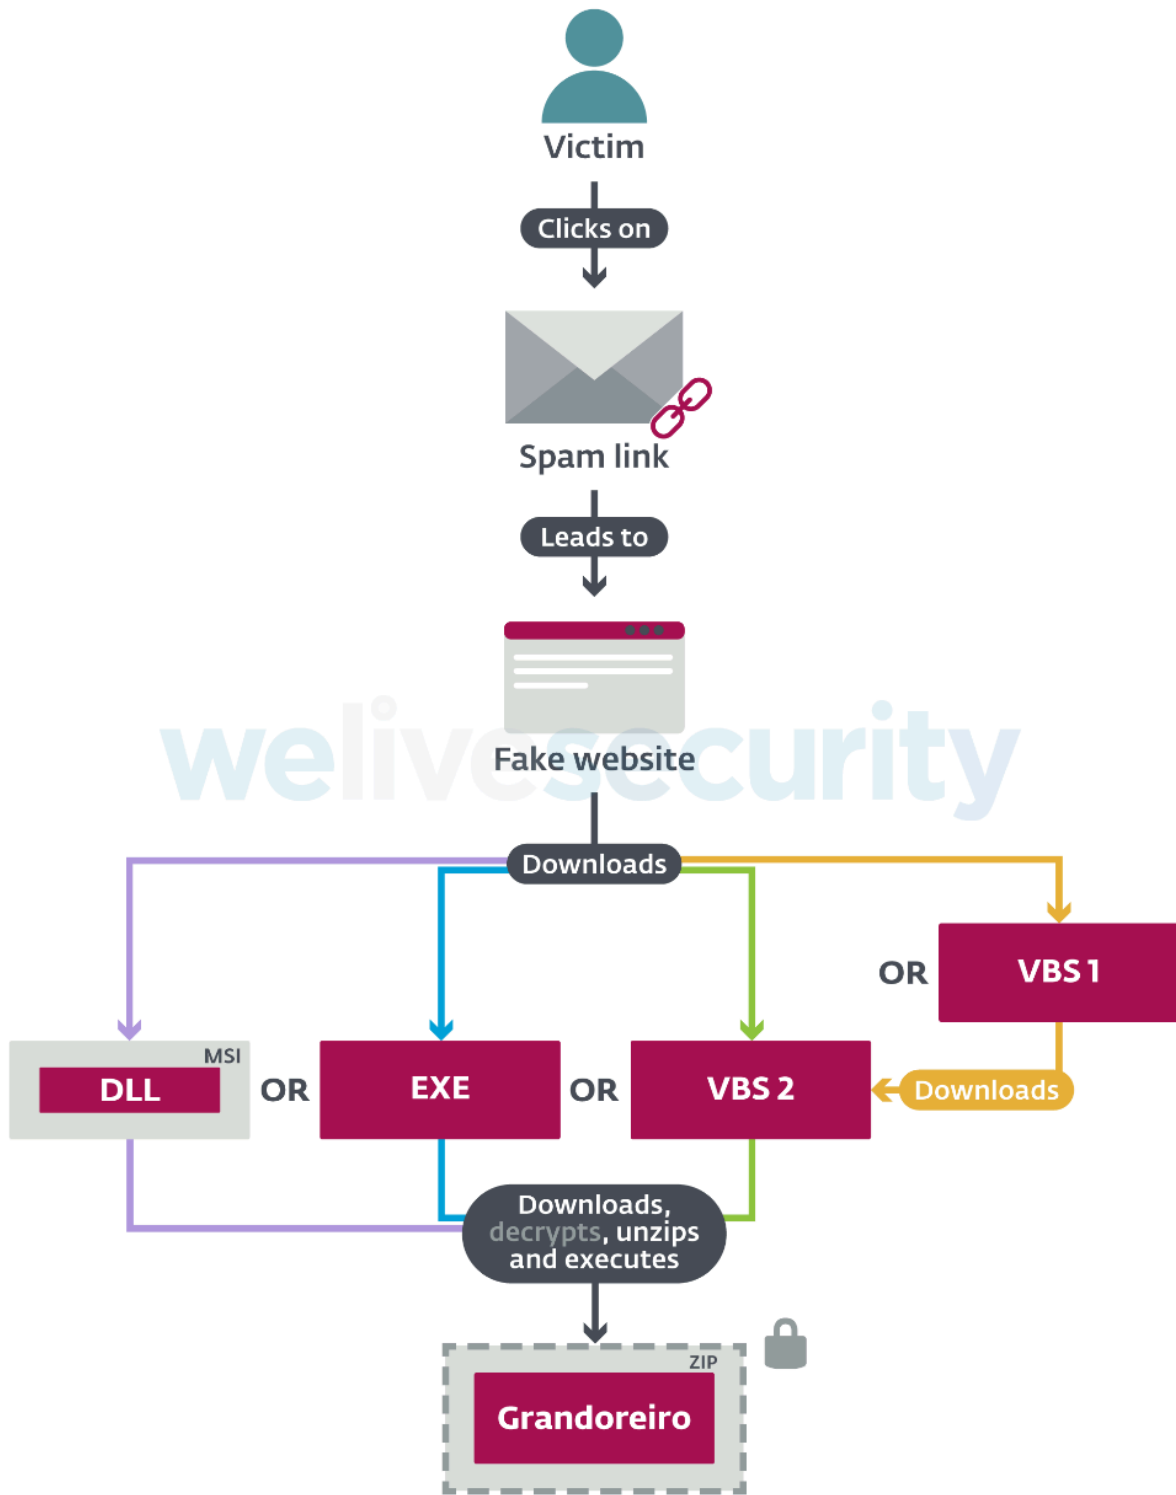 Victim
Clicks on
Spam link
Leads to
welivesecurity
Fake website
Downloads
OR
VBS 1
MSI
DLL
OR
EXE
OR
VBS 2
Downloads
Downloads,
decrypts, unzips
and executes
ZIP
Grandoreiro